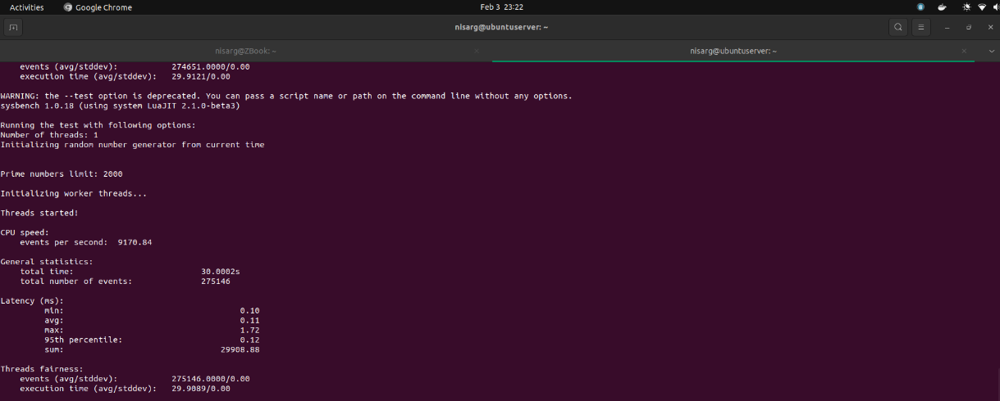 Activities Google Chrome Feb 3 23:22
nisarg@ubuntuserver: ~
nisarg@ZBook: ~ nisarg@ubuntuserver: ~
events (avg/stddev): 274651.0000/0.00
execution time (avg/stddev): 29.9121/0.00
WARNING: the --test option is deprecated. You can pass a script name or path on the command line without any options.
sysbench 1.0.18 (using system LuaJIT 2.1.0-beta3)
Running the test with following options:
Number of threads: 1
Initializing random number generator from current time
Prime numbers limit: 2000
Initializing worker threads...
Threads started!
CPU speed:
events per second: 9170.84
General statistics:
total time: 30.0002s
total number of events: 275146
Latency (ms):
min: 0.10
avg: 0.11
max: 1.72
95th percentile: 0.12
sum: 29908.88
Threads fairness:
events (avg/stddev): 275146.0000/0.00
execution time (avg/stddev): 29.9089/0.00